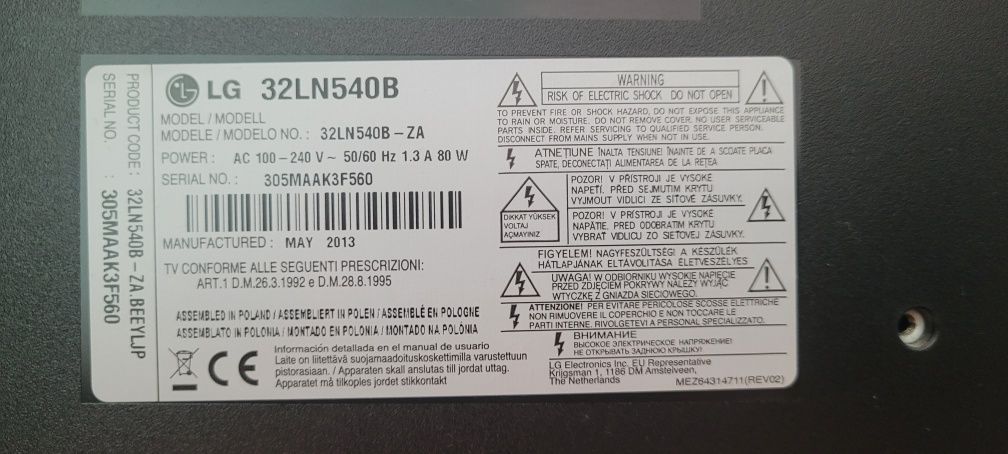 LG 32LN540B
MODEL / MODELL
MODELE / MODELO NO. : 32LN540B – ZA
POWER : AC 100 – 240 V ~ 50/60 Hz 1.3 A 80 W
SERIAL NO. : 305MAAK3F560
MANUFACTURED : MAY 2013
TV CONFORME ALLE SEGUENTI PRESCRIZIONI:
ART.1 D.M.26.3.1992 e D.M.28.8.1995
ASSEMBLED IN POLAND / ASSEMBLIERT IN POLEN / ASSEMBLÉ EN POLOGNE
ASSEMBLATO IN POLONIA / MONTADO EN POLONIA / MONTADO NA POLÓNIA
CE
Información detallada en el manual de usuario
Laite on liitettävä suojamaadoituskoskettimilla varustettuun
pistorasiaan. / Apparaten skall anslutas till jordat uttag.
Apparatet må tilkoples jordet stikkontakt
PRODUCT CODE : 32LN540B – ZA.BEEYLJP
SERIAL NO. : 305MAAK3F560
WARNING
RISK OF ELECTRIC SHOCK DO NOT OPEN
TO PREVENT FIRE OR SHOCK HAZARD, DO NOT EXPOSE THIS APPLIANCE
TO RAIN OR MOISTURE. DO NOT REMOVE COVER. NO USER SERVICEABLE
PARTS INSIDE. REFER SERVICING TO QUALIFIED SERVICE PERSON.
DISCONNECT FROM MAINS SUPPLY WHEN NOT IN USE.
ATNEŢIUNE ÎNALTA TENSIUNE! ÎNAINTE DE A SCOATE PLACA
SPATE, DECONECTAŢI ALIMENTAREA DE LA REŢEA
DIKKAT YÜKSEK
VOLTAJ
AÇMAYINIZ
POZOR! V PŘÍSTROJI JE VYSOKÉ
NAPĚTÍ. PŘED SEJMUTIM KRYTU
VYJMOUT VIDLICI ZE SÍŤOVÉ ZÁSUVKY.
POZOR! V PRÍSTROJI JE VYSOKÉ
NAPÄTIE. PRED ODOBRATIM KRYTU
VYBRAŤ VIDLICU ZO SIEŤOVEJ ZÁSUVKY.
FIGYELEM! NAGYFESZÜLTSÉG! A KÉSZÜLÉK
HÁTLAPJÁNAK ELTÁVOLÍTÁSA ÉLETVESZÉLYES
UWAGA! W ODBIORNIKU WYSOKIE NAPIĘCIE
PRZED ZDJĘCIEM POKRYWY NALEŻY WYJĄĆ
WTYCZKĘ Z GNIAZDA SIECIOWEGO.
ATTENZIONE! PER EVITARE PERICOLOSE SCOSSE ELETTRICHE
NON RIMUOVERE IL COPERCHIO E NON TOCCARE LE
PARTI INTERNE. RIVOLGETEVI A PERSONAL SPECIALIZZATO.
ВНИМАНИЕ
ВЫСОКОЕ ЭЛЕКТРИЧЕСКОЕ НАПРЯЖЕНИЕ!
НЕ ОТКРЫВАТЬ ЗАДНЮЮ КРЫШКУ!
LG Electronics Inc. EU Representative
Krijgsman 1, 1186 DM Amstelveen,
The Netherlands
MEZ64314711(REV02)